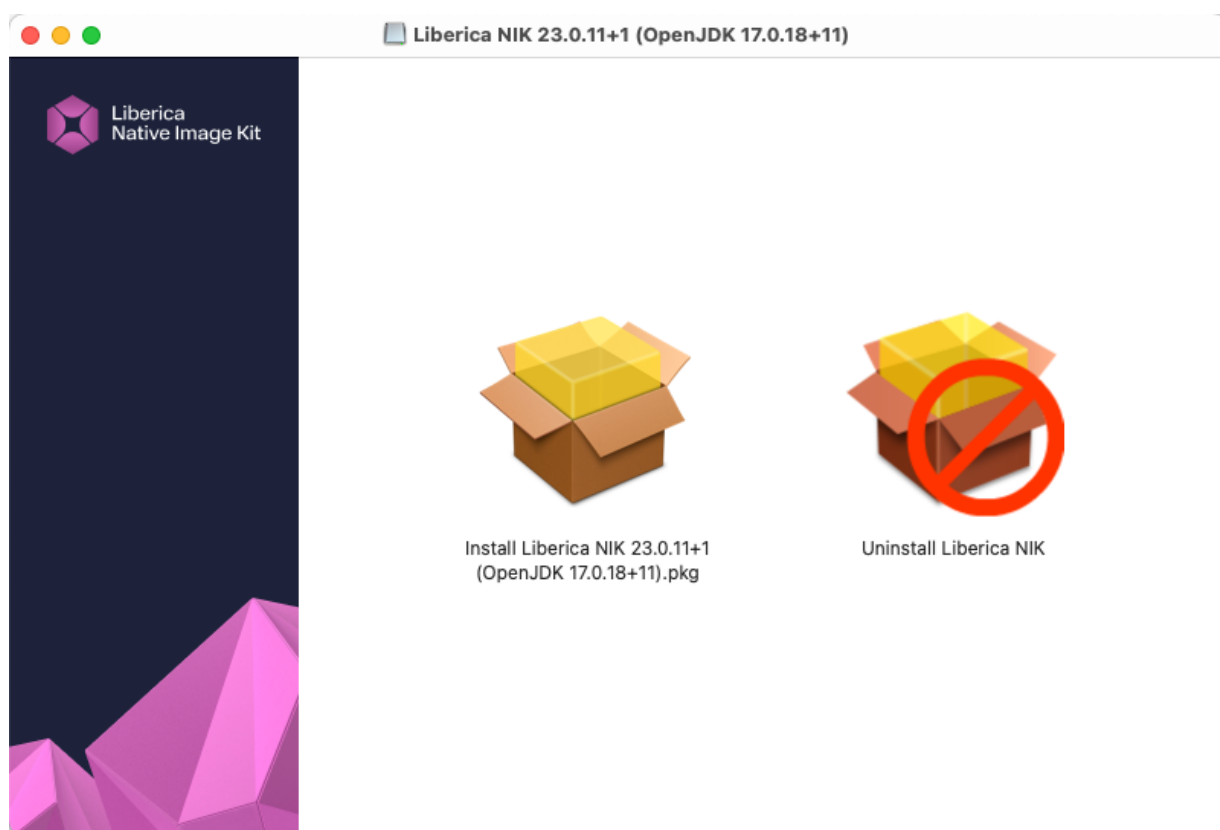 Liberica NIK 23.0.11+1 (OpenJDK 17.0.18+11)
Liberica
Native Image Kit
Install Liberica NIK 23.0.11+1
(OpenJDK 17.0.18+11).pkg
Uninstall Liberica NIK